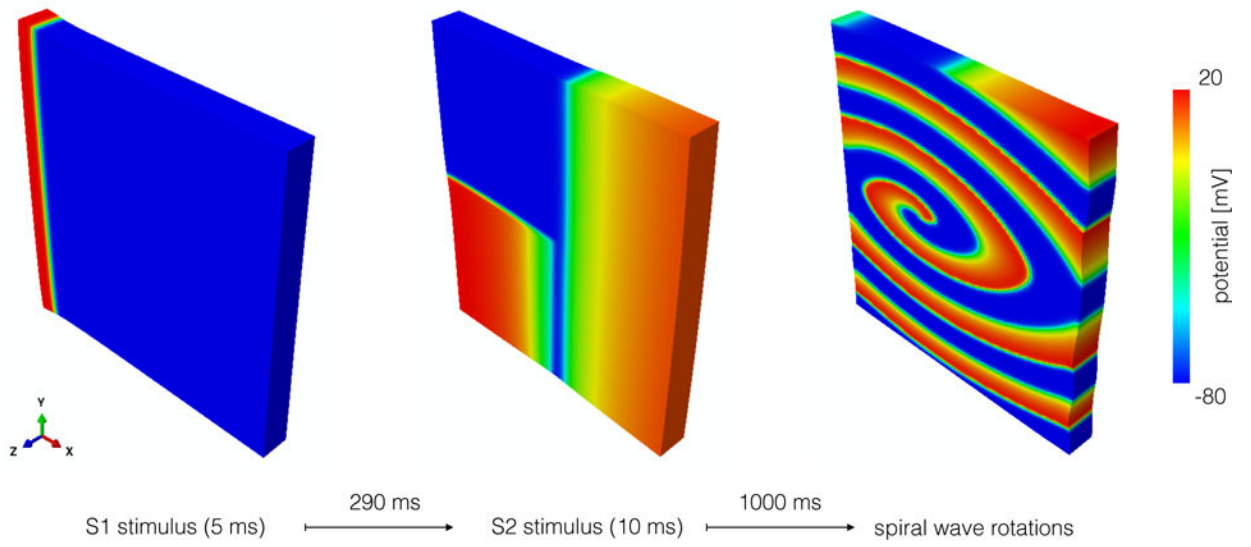 20
potential [mV]
-80
Y
Z
X
290 ms
1000 ms
S1 stimulus (5 ms)
S2 stimulus (10 ms)
spiral wave rotations